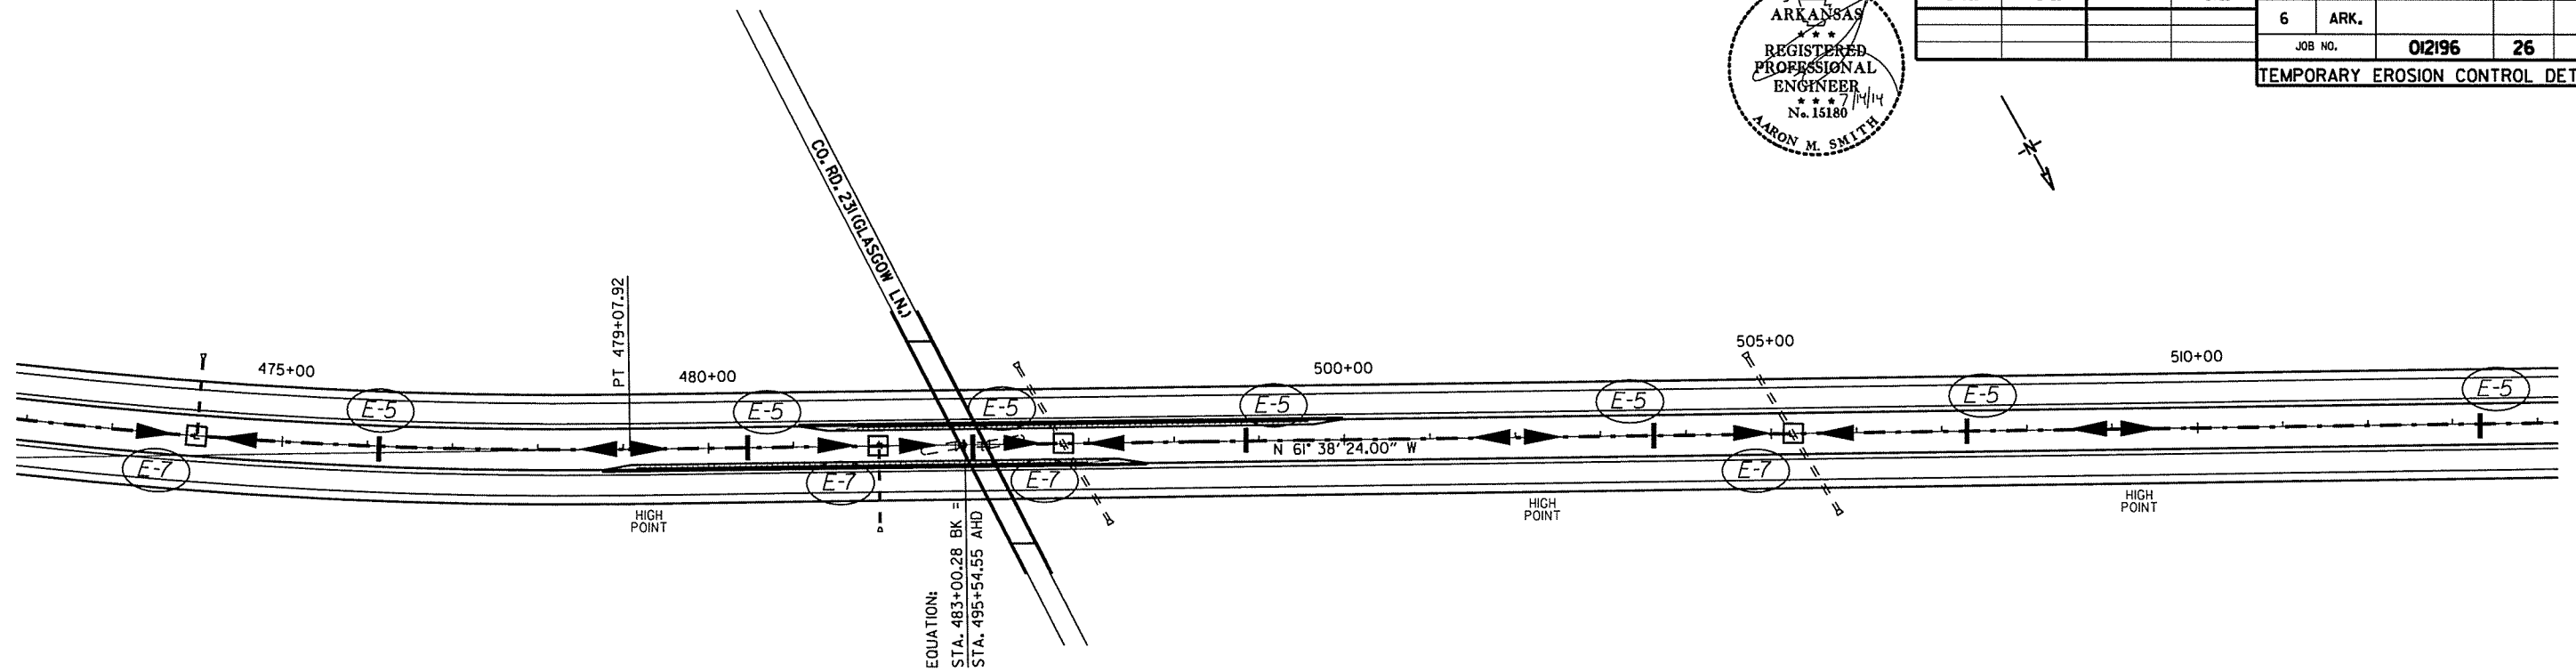 ARKANSAS
★ ★ ★
REGISTERED
PROFESSIONAL
ENGINEER
★ ★ ★ 7/14/14
No. 15180
AARON M. SMITH
6 ARK.
JOB NO. 012196 26
TEMPORARY EROSION CONTROL DET
N
CO. RD. 231 (GLASGOW LN.)
PT 479+07.92
475+00
480+00
500+00
505+00
510+00
E-5
E-5
E-5
E-5
E-5
E-5
E-5
N 61° 38' 24.00" W
E-7
E-7
E-7
E-7
HIGH
POINT
HIGH
POINT
HIGH
POINT
EQUATION:
STA. 483+00.28 BK =
STA. 495+54.55 AHD